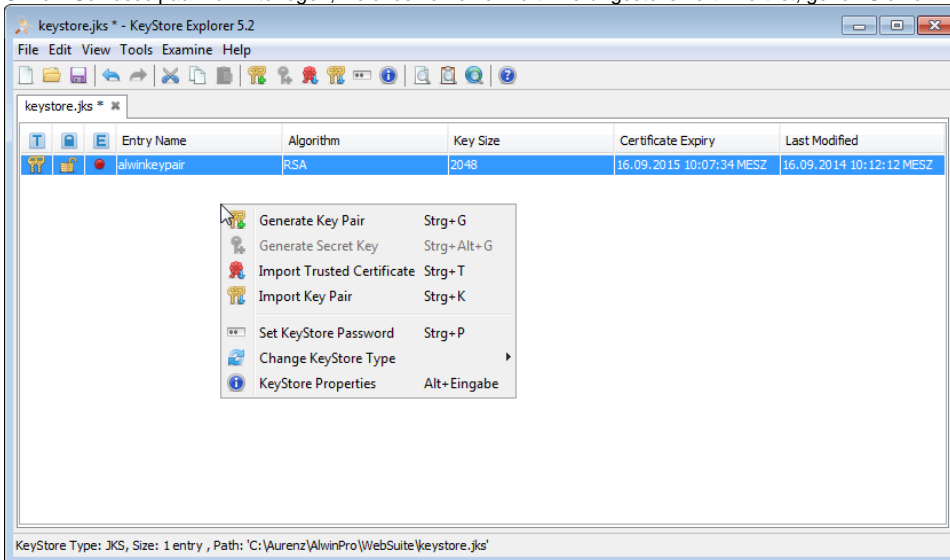 keystore.jks * - KeyStore Explorer 5.2
File Edit View Tools Examine Help
keystore.jks *
T E Entry Name Algorithm Key Size Certificate Expiry Last Modified
alwinkeypair RSA 2048 16.09.2015 10:07:34 MESZ 16.09.2014 10:12:12 MESZ
Generate Key Pair Strg+G
Generate Secret Key Strg+Alt+G
Import Trusted Certificate Strg+T
Import Key Pair Strg+K
Set KeyStore Password Strg+P
Change KeyStore Type
KeyStore Properties Alt+Eingabe
KeyStore Type: JKS, Size: 1 entry , Path: 'C:\Aurenz\AlwinPro\WebSuite\keystore.jks'